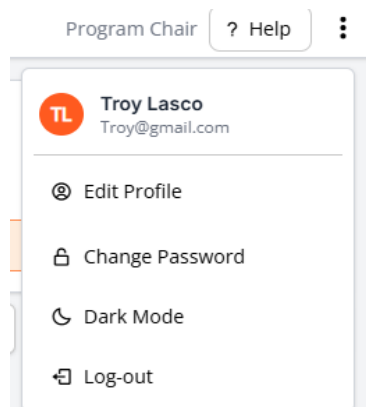 Program Chair ? Help
TL
Troy Lasco
Troy@gmail.com
Edit Profile
Change Password
Dark Mode
Log-out